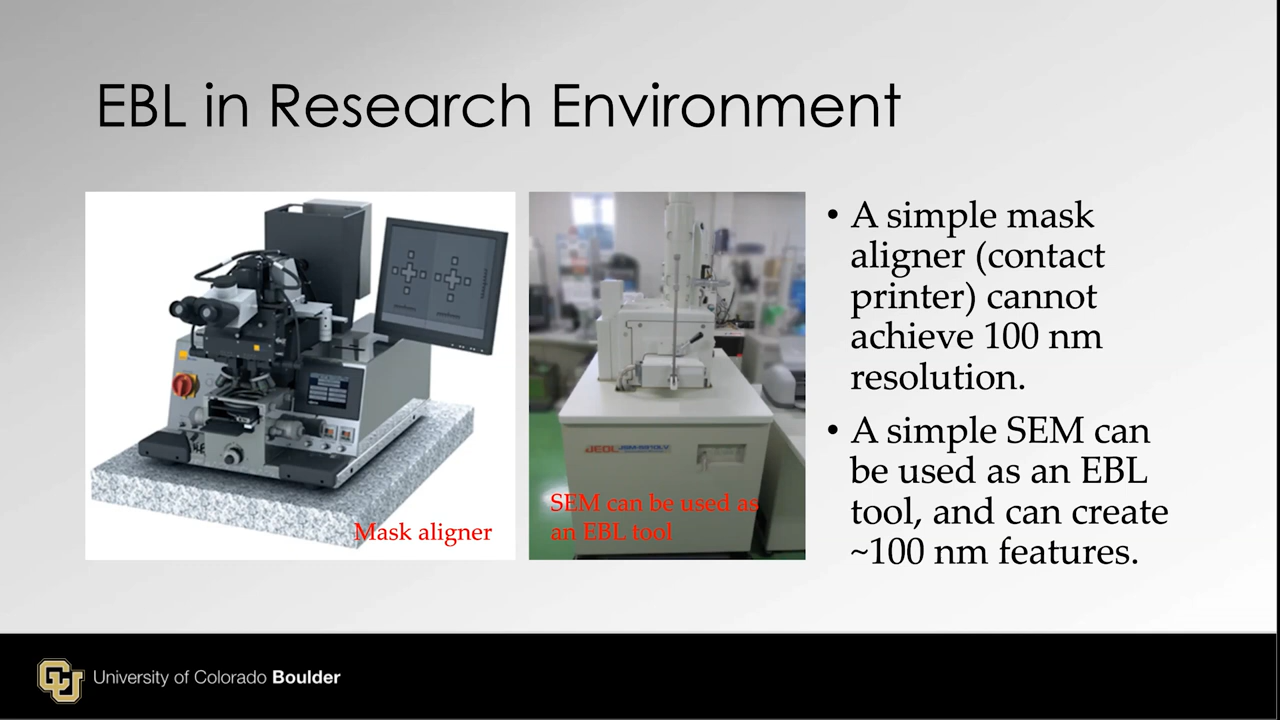 EBL in Research Environment
Mask aligner
JEOL
SEM can be used as
an EBL tool
• A simple mask
aligner (contact
printer) cannot
achieve 100 nm
resolution.
• A simple SEM can
be used as an EBL
tool, and can create
~100 nm features.
CU
University of Colorado Boulder